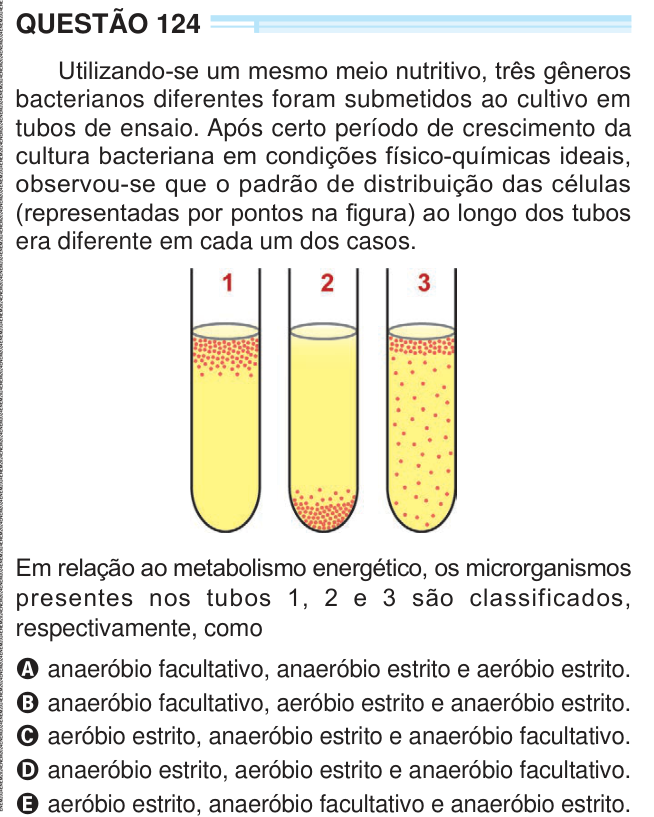 QUESTÃO 124
Utilizando-se um mesmo meio nutritivo, três gêneros
bacterianos diferentes foram submetidos ao cultivo em
tubos de ensaio. Após certo período de crescimento da
cultura bacteriana em condições físico-químicas ideais,
observou-se que o padrão de distribuição das células
(representadas por pontos na figura) ao longo dos tubos
era diferente em cada um dos casos.
1 2 3
Em relação ao metabolismo energético, os microrganismos
presentes nos tubos 1, 2 e 3 são classificados,
respectivamente, como
A anaeróbio facultativo, anaeróbio estrito e aeróbio estrito.
B anaeróbio facultativo, aeróbio estrito e anaeróbio estrito.
C aeróbio estrito, anaeróbio estrito e anaeróbio facultativo.
D anaeróbio estrito, aeróbio estrito e anaeróbio facultativo.
E aeróbio estrito, anaeróbio facultativo e anaeróbio estrito.